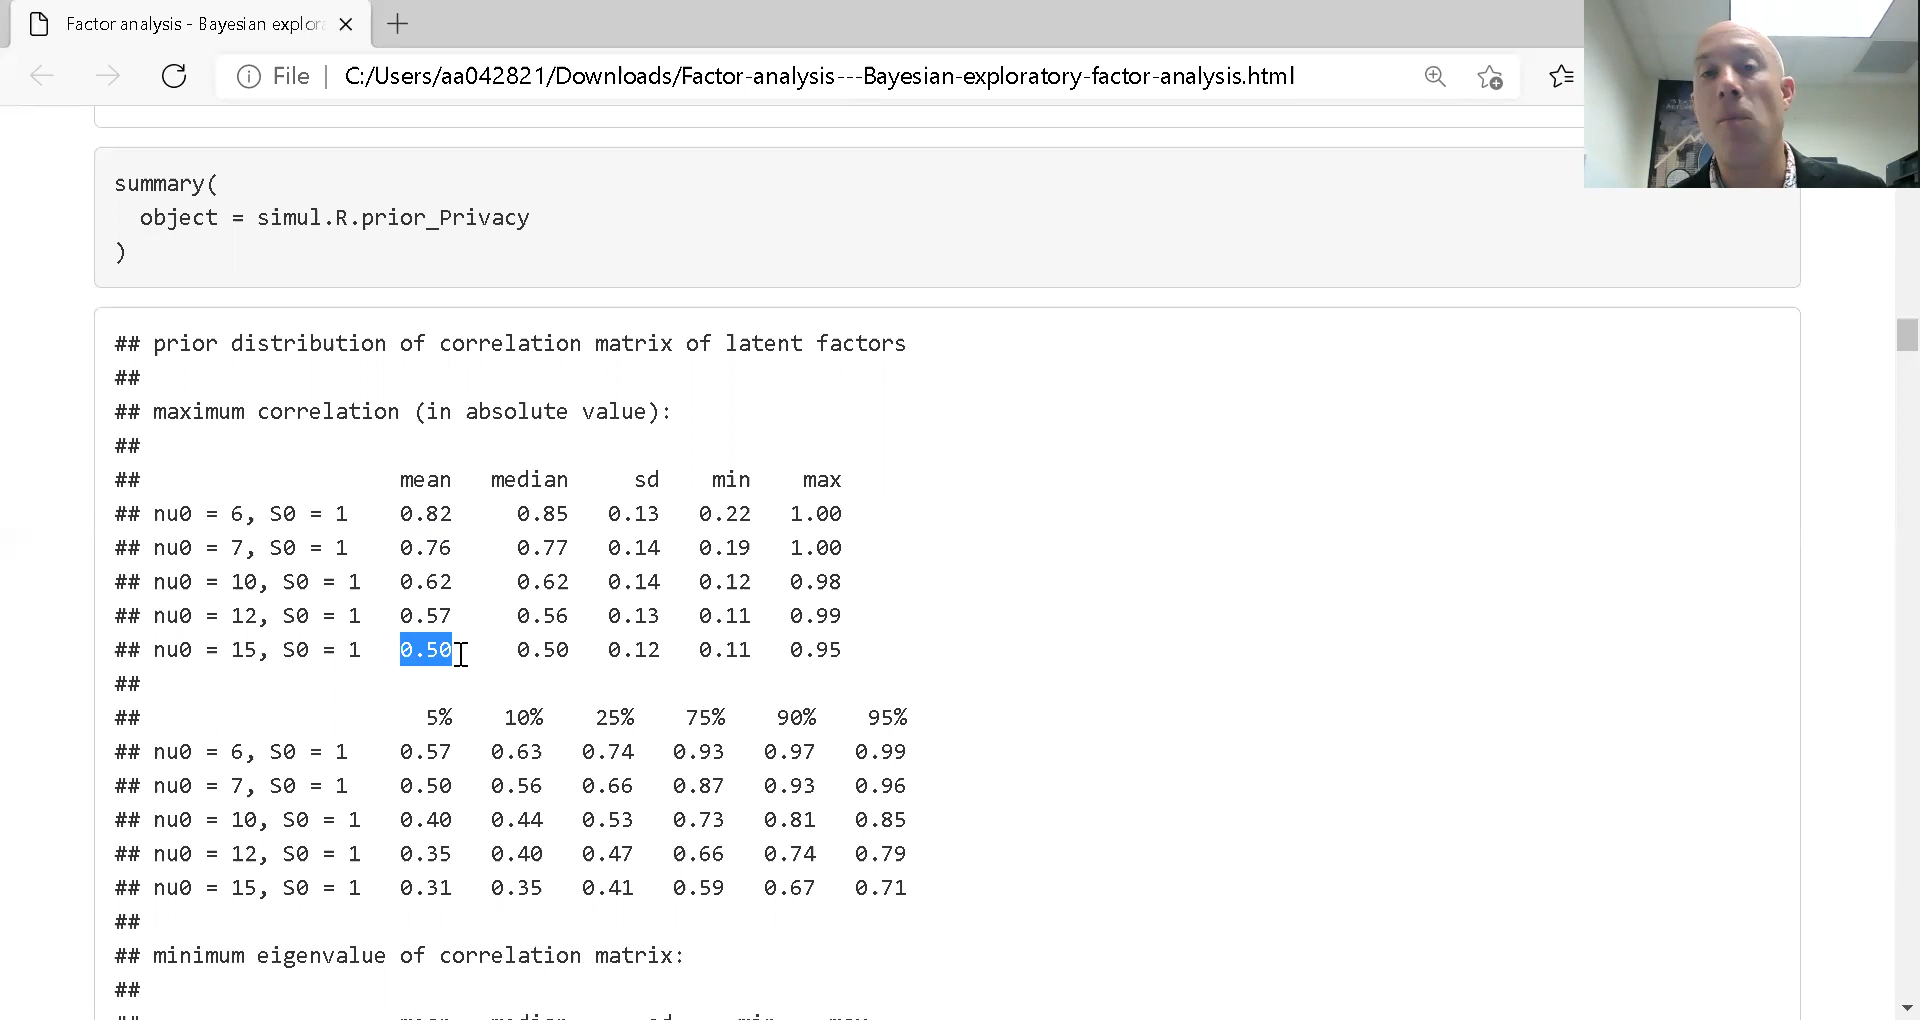 Factor analysis - Bayesian explor
File | C:/Users/aa042821/Downloads/Factor-analysis---Bayesian-exploratory-factor-analysis.html
summary(
object = simul.R.prior_Privacy
)
## prior distribution of correlation matrix of latent factors
##
## maximum correlation (in absolute value):
##
## mean median sd min max
## nu0 = 6, S0 = 1 0.82 0.85 0.13 0.22 1.00
## nu0 = 7, S0 = 1 0.76 0.77 0.14 0.19 1.00
## nu0 = 10, S0 = 1 0.62 0.62 0.14 0.12 0.98
## nu0 = 12, S0 = 1 0.57 0.56 0.13 0.11 0.99
## nu0 = 15, S0 = 1 0.50 0.50 0.12 0.11 0.95
##
## 5% 10% 25% 75% 90% 95%
## nu0 = 6, S0 = 1 0.57 0.63 0.74 0.93 0.97 0.99
## nu0 = 7, S0 = 1 0.50 0.56 0.66 0.87 0.93 0.96
## nu0 = 10, S0 = 1 0.40 0.44 0.53 0.73 0.81 0.85
## nu0 = 12, S0 = 1 0.35 0.40 0.47 0.66 0.74 0.79
## nu0 = 15, S0 = 1 0.31 0.35 0.41 0.59 0.67 0.71
##
## minimum eigenvalue of correlation matrix:
##
## mean median sd min max